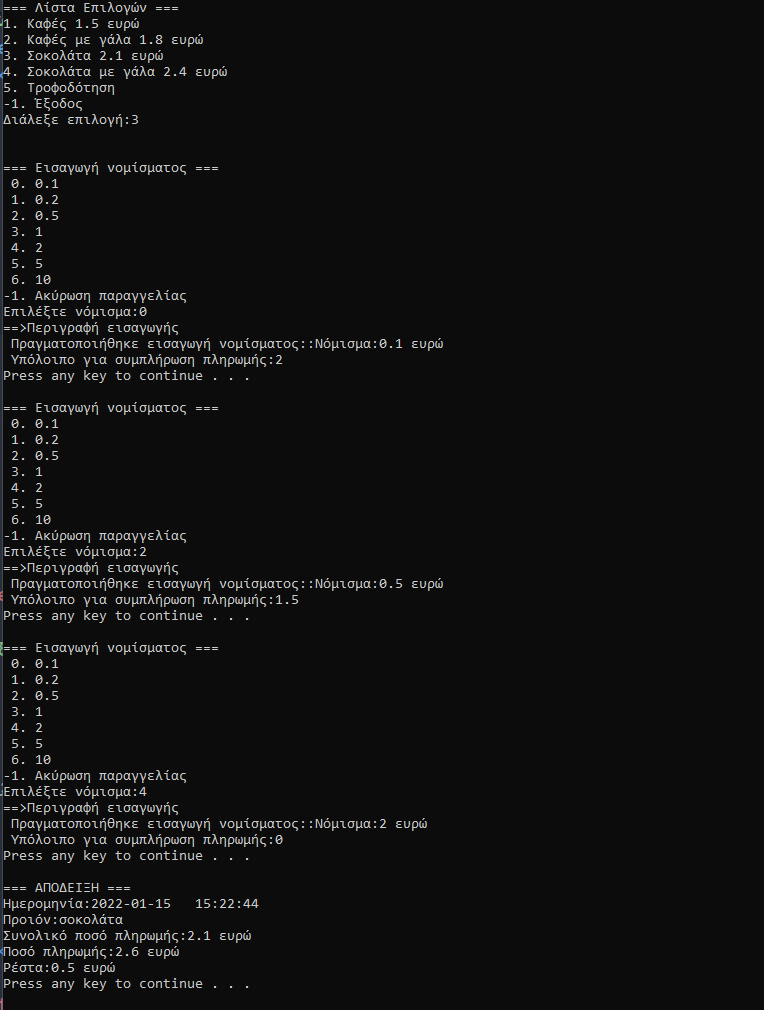 === Λίστα Επιλογών ===
1. Καφές 1.5 ευρώ
2. Καφές με γάλα 1.8 ευρώ
3. Σοκολάτα 2.1 ευρώ
4. Σοκολάτα με γάλα 2.4 ευρώ
5. Τροφοδότηση
-1. Έξοδος
Διάλεξε επιλογή:3
=== Εισαγωγή νομίσματος ===
0. 0.1
1. 0.2
2. 0.5
3. 1
4. 2
5. 5
6. 10
-1. Ακύρωση παραγγελίας
Επιλέξτε νόμισμα:0
==>Περιγραφή εισαγωγής
Πραγματοποιήθηκε εισαγωγή νομίσματος::Νόμισμα:0.1 ευρώ
Υπόλοιπο για συμπλήρωση πληρωμής:2
Press any key to continue . . .
=== Εισαγωγή νομίσματος ===
0. 0.1
1. 0.2
2. 0.5
3. 1
4. 2
5. 5
6. 10
-1. Ακύρωση παραγγελίας
Επιλέξτε νόμισμα:2
==>Περιγραφή εισαγωγής
Πραγματοποιήθηκε εισαγωγή νομίσματος::Νόμισμα:0.5 ευρώ
Υπόλοιπο για συμπλήρωση πληρωμής:1.5
Press any key to continue . . .
=== Εισαγωγή νομίσματος ===
0. 0.1
1. 0.2
2. 0.5
3. 1
4. 2
5. 5
6. 10
-1. Ακύρωση παραγγελίας
Επιλέξτε νόμισμα:4
==>Περιγραφή εισαγωγής
Πραγματοποιήθηκε εισαγωγή νομίσματος::Νόμισμα:2 ευρώ
Υπόλοιπο για συμπλήρωση πληρωμής:0
Press any key to continue . . .
=== ΑΠΟΔΕΙΞΗ ===
Ημερομηνία:2022-01-15   15:22:44
Προιόν:σοκολάτα
Συνολικό ποσό πληρωμής:2.1 ευρώ
Ποσό πληρωμής:2.6 ευρώ
Ρέστα:0.5 ευρώ
Press any key to continue . . .